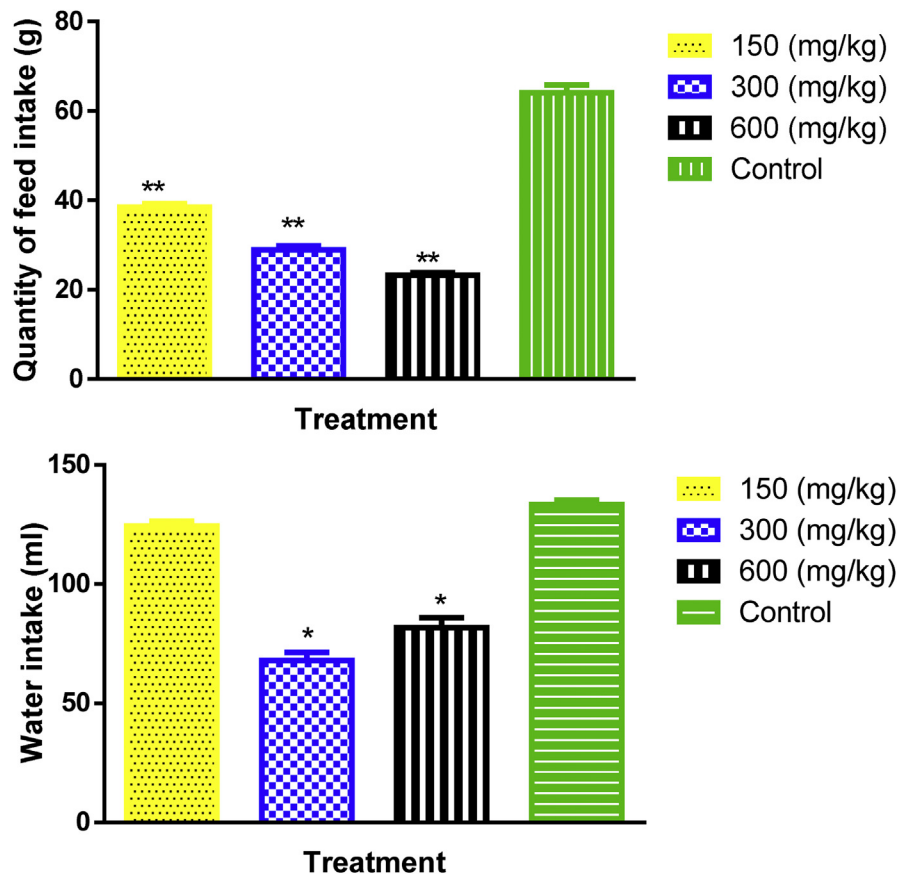 Quantity of feed intake (g)
80
60
40
20
0
**
**
**
Treatment
150 (mg/kg)
300 (mg/kg)
600 (mg/kg)
Control
Water intake (ml)
150
100
50
0
*
*
Treatment
150 (mg/kg)
300 (mg/kg)
600 (mg/kg)
Control